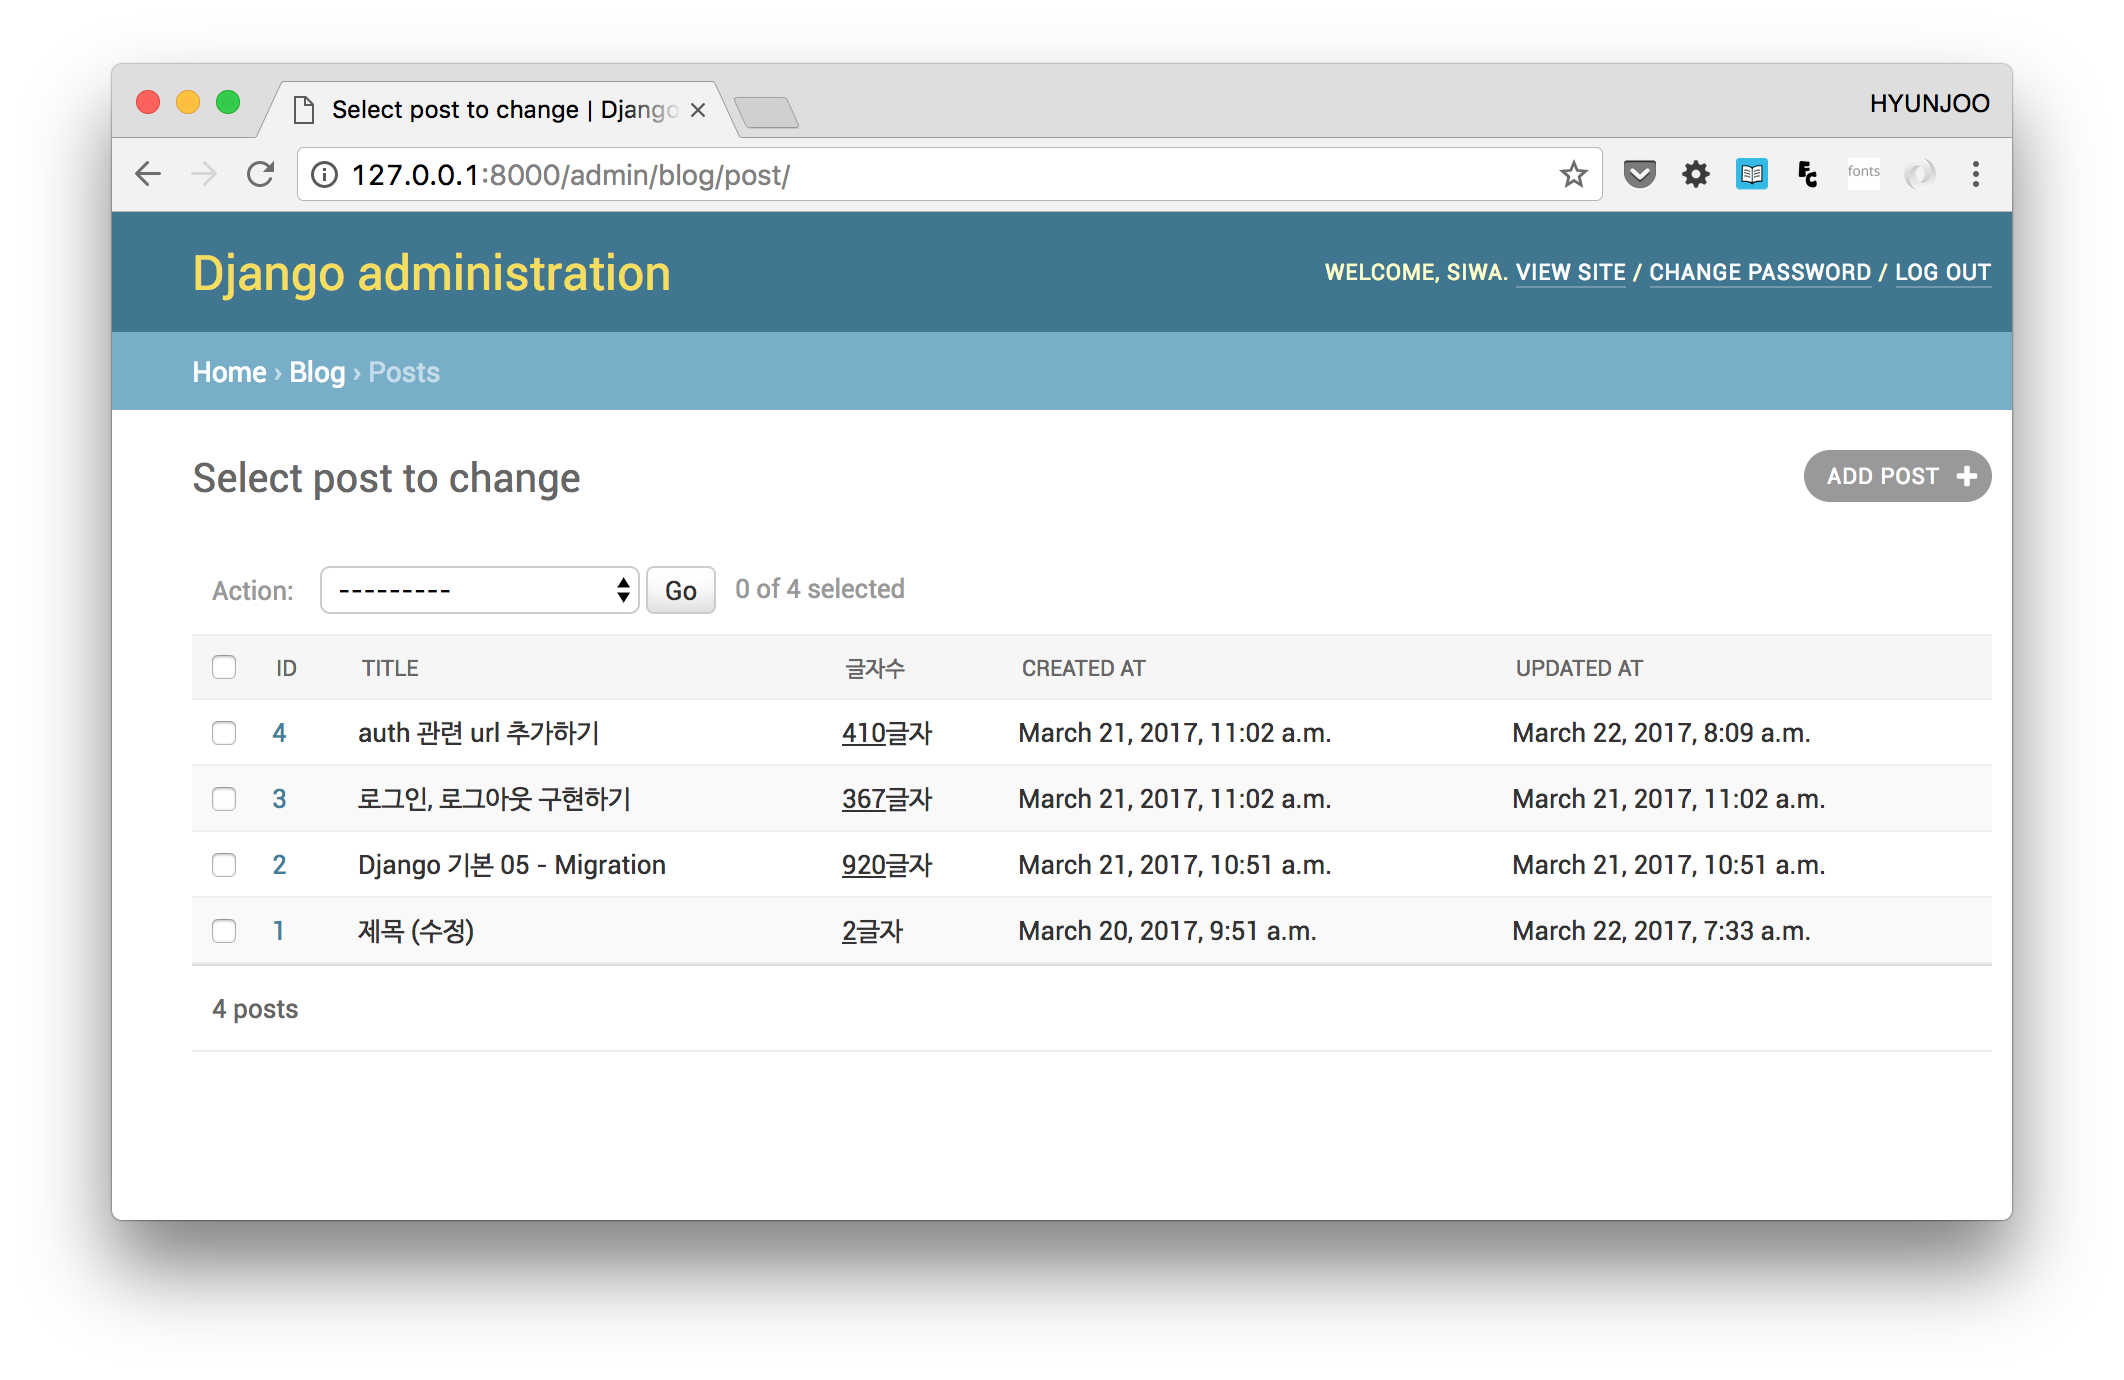 Select post to change | Django
HYUNJOO
127.0.0.1:8000/admin/blog/post/
fonts
Django administration
WELCOME, SIWA. VIEW SITE / CHANGE PASSWORD / LOG OUT
Home › Blog › Posts
Select post to change
ADD POST +
Action: --------- Go 0 of 4 selected
ID TITLE 글자수 CREATED AT UPDATED AT
4 auth 관련 url 추가하기 410글자 March 21, 2017, 11:02 a.m. March 22, 2017, 8:09 a.m.
3 로그인, 로그아웃 구현하기 367글자 March 21, 2017, 11:02 a.m. March 21, 2017, 11:02 a.m.
2 Django 기본 05 - Migration 920글자 March 21, 2017, 10:51 a.m. March 21, 2017, 10:51 a.m.
1 제목 (수정) 2글자 March 20, 2017, 9:51 a.m. March 22, 2017, 7:33 a.m.
4 posts